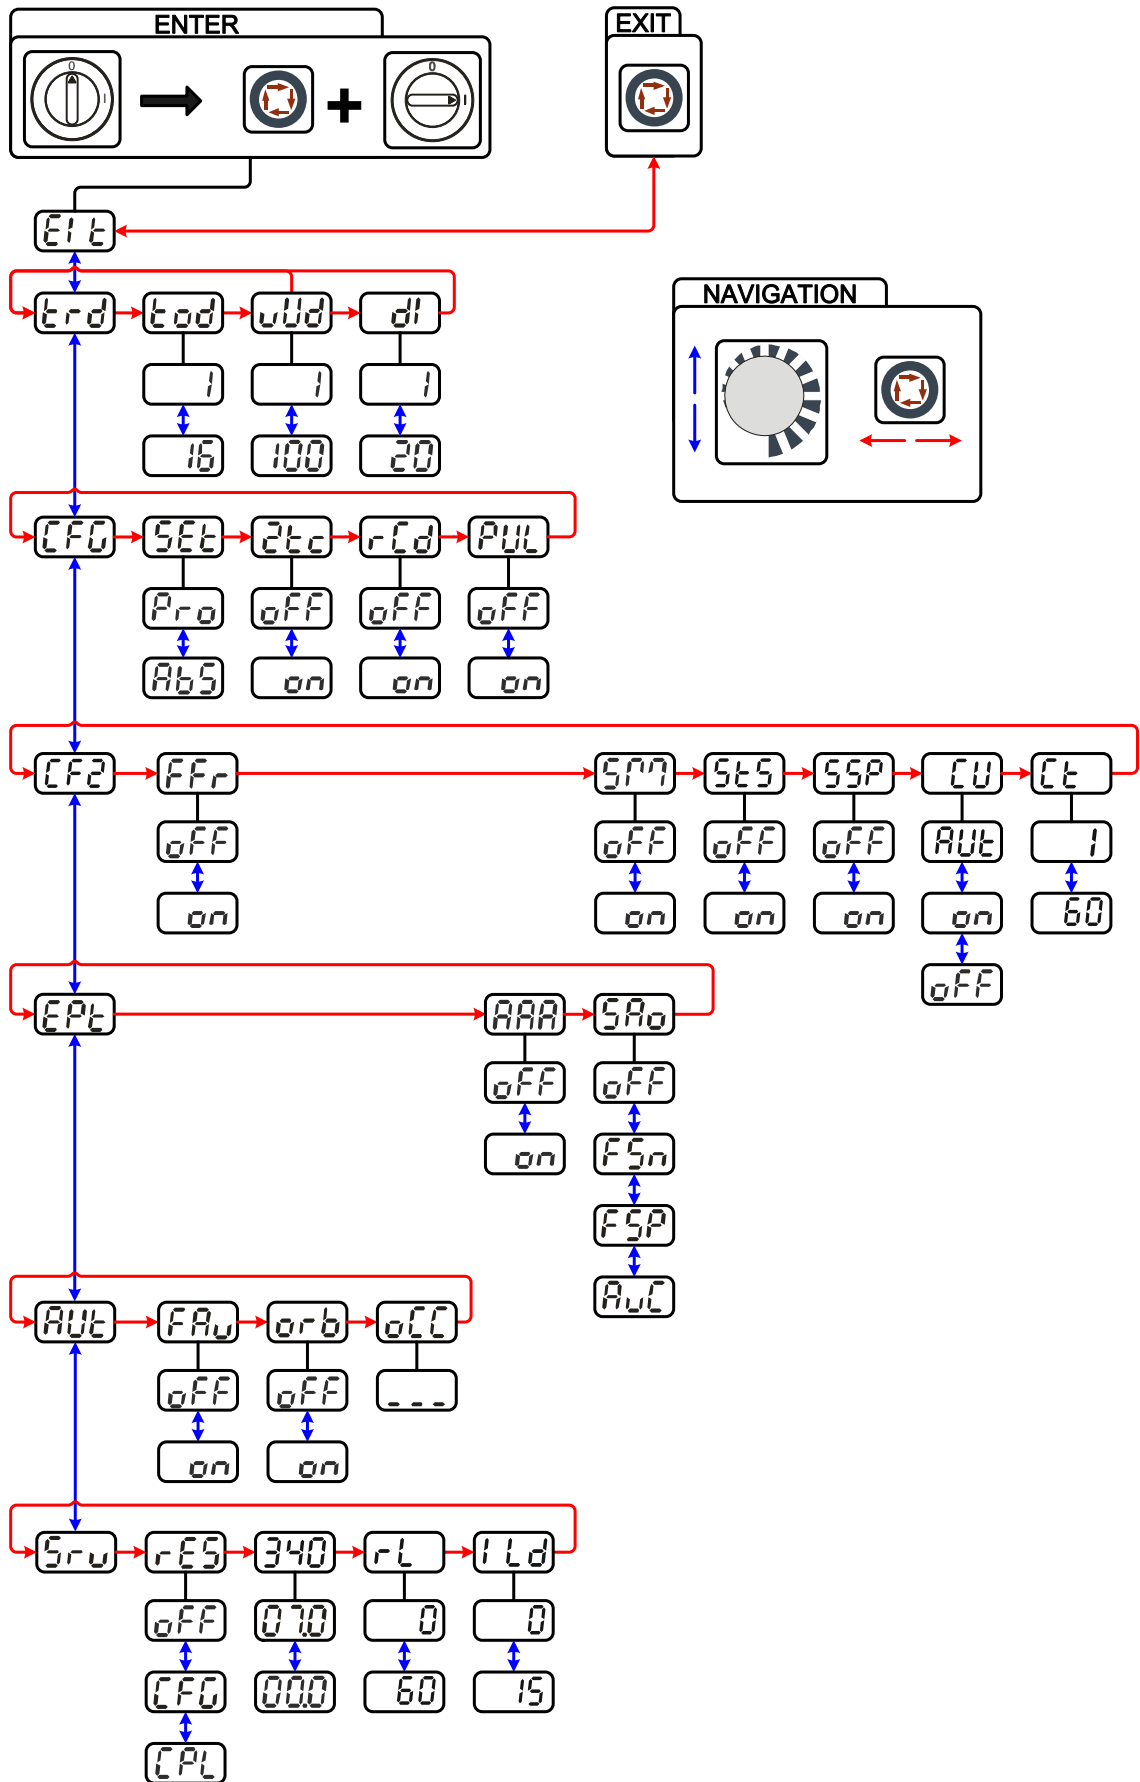 ENTER EXIT
0 I 0 I
EIt
NAVIGATION
trd tod vUd dI
1 1 1
16 100 20
CFG SEt 2tc rCd PUL
Pro oFF oFF oFF
AbS on on on
CF2 FFr SM StS SSP CU Ct
oFF oFF oFF oFF AUt 1
on on on on on 60
oFF
EPt AAA SAo
oFF oFF
on FSn
FSP
AvC
AUt FAv orb oCC
oFF oFF _ _ _
on on
Srv rES 340 rL ILd
oFF 07.0 0 0
CFG 00.0 60 15
CPL